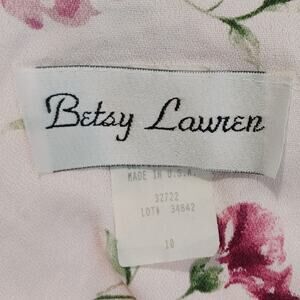 Betsy Lauren
MADE IN U.S.A.
32722
LOT# 34842
10